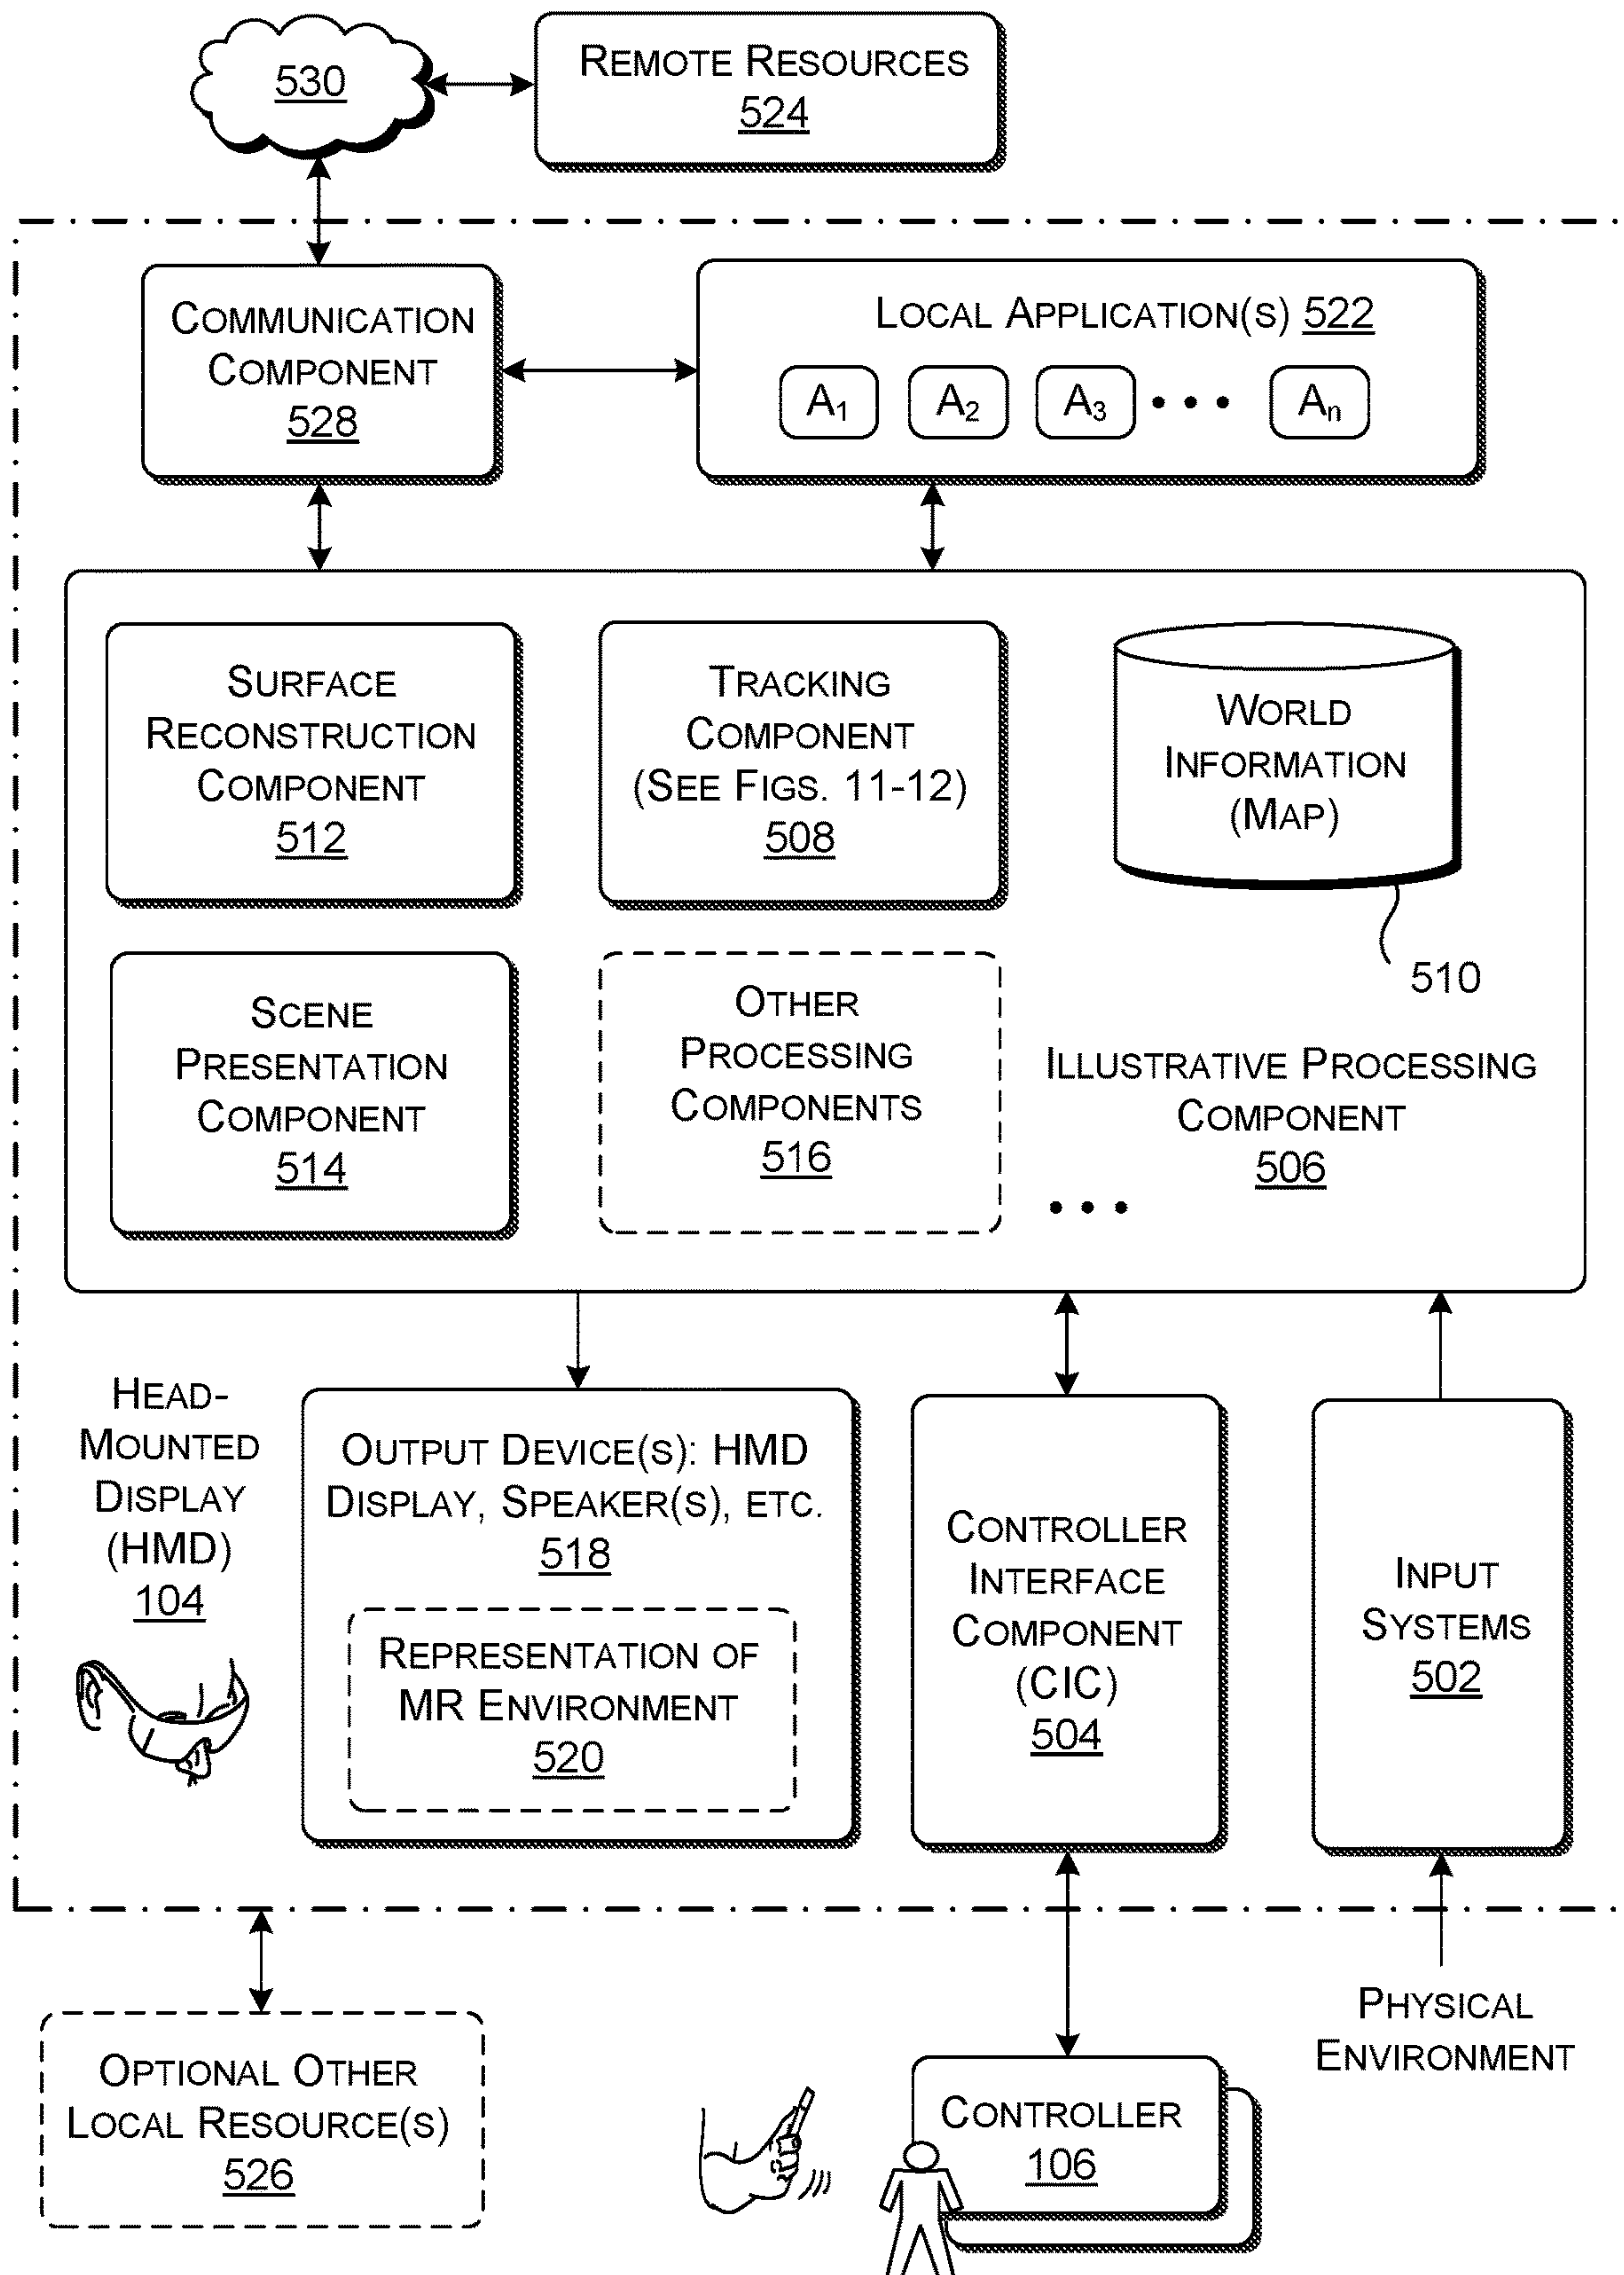 530
REMOTE RESOURCES
524
COMMUNICATION
COMPONENT
528
LOCAL APPLICATION(S) 522
A1 A2 A3 • • • An
SURFACE
RECONSTRUCTION
COMPONENT
512
TRACKING
COMPONENT
(SEE FIGS. 11-12)
508
WORLD
INFORMATION
(MAP)
510
SCENE
PRESENTATION
COMPONENT
514
OTHER
PROCESSING
COMPONENTS
516
ILLUSTRATIVE PROCESSING
COMPONENT
506
• • •
HEAD-
MOUNTED
DISPLAY
(HMD)
104
OUTPUT DEVICE(S): HMD
DISPLAY, SPEAKER(S), ETC.
518
REPRESENTATION OF
MR ENVIRONMENT
520
CONTROLLER
INTERFACE
COMPONENT
(CIC)
504
INPUT
SYSTEMS
502
OPTIONAL OTHER
LOCAL RESOURCE(S)
526
CONTROLLER
106
PHYSICAL
ENVIRONMENT